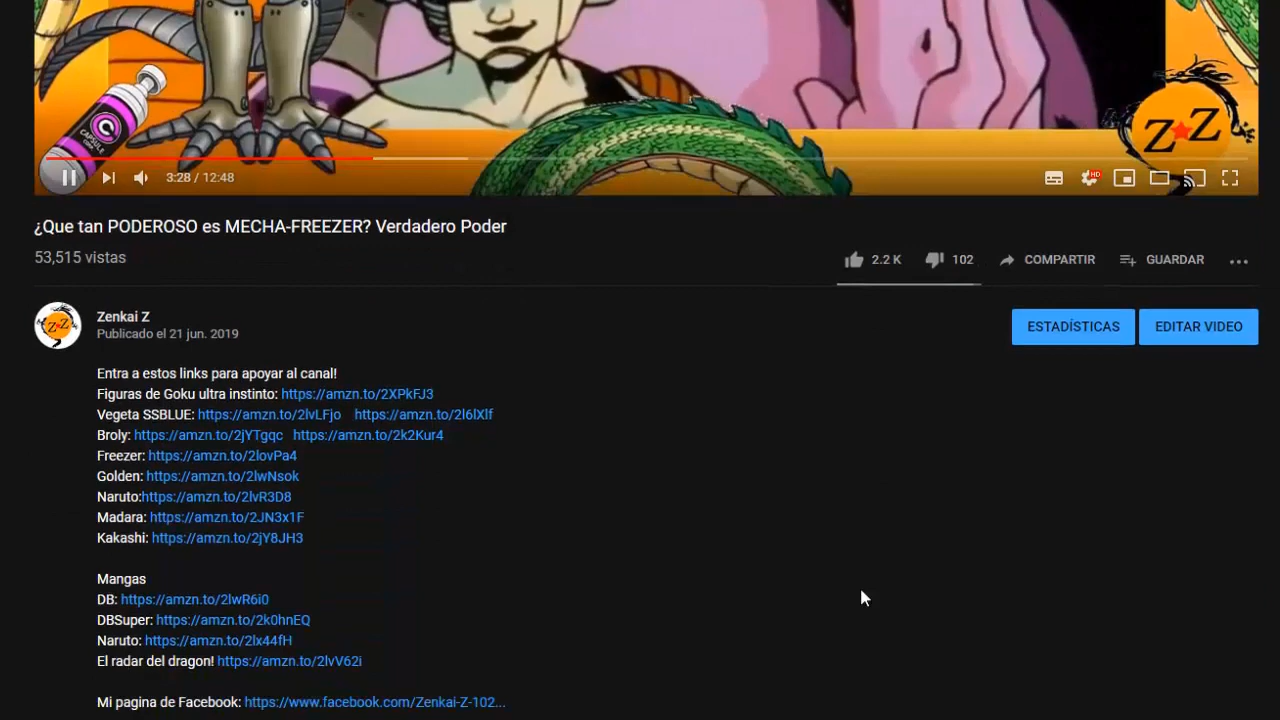 CAPSULE
CORP.
Z Z
3:28 / 12:48
HD
¿Que tan PODEROSO es MECHA-FREEZER? Verdadero Poder
53,515 vistas
2.2 K
102
COMPARTIR
GUARDAR
Zenkai Z
Publicado el 21 jun. 2019
ESTADÍSTICAS
EDITAR VIDEO
Entra a estos links para apoyar al canal!
Figuras de Goku ultra instinto: https://amzn.to/2XPkFJ3
Vegeta SSBLUE: https://amzn.to/2lvLFjo https://amzn.to/2l6lXlf
Broly: https://amzn.to/2jYTgqc https://amzn.to/2k2Kur4
Freezer: https://amzn.to/2lovPa4
Golden: https://amzn.to/2lwNsok
Naruto:https://amzn.to/2lvR3D8
Madara: https://amzn.to/2JN3x1F
Kakashi: https://amzn.to/2jY8JH3
Mangas
DB: https://amzn.to/2lwR6i0
DBSuper: https://amzn.to/2k0hnEQ
Naruto: https://amzn.to/2lx44fH
El radar del dragon! https://amzn.to/2lvV62i
Mi pagina de Facebook: https://www.facebook.com/Zenkai-Z-102...